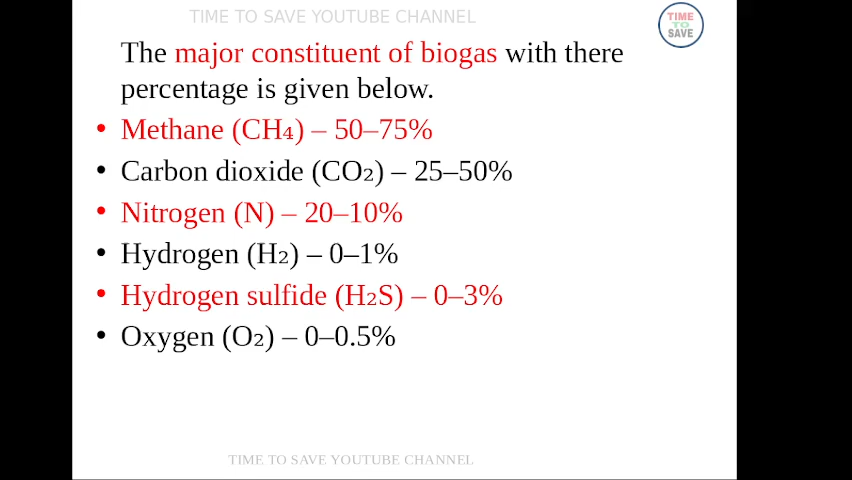 TIME TO SAVE YOUTUBE CHANNEL
TIME
TO
SAVE
The major constituent of biogas with there
percentage is given below.
• Methane (CH₄) – 50–75%
• Carbon dioxide (CO₂) – 25–50%
• Nitrogen (N) – 20–10%
• Hydrogen (H₂) – 0–1%
• Hydrogen sulfide (H₂S) – 0–3%
• Oxygen (O₂) – 0–0.5%
TIME TO SAVE YOUTUBE CHANNEL